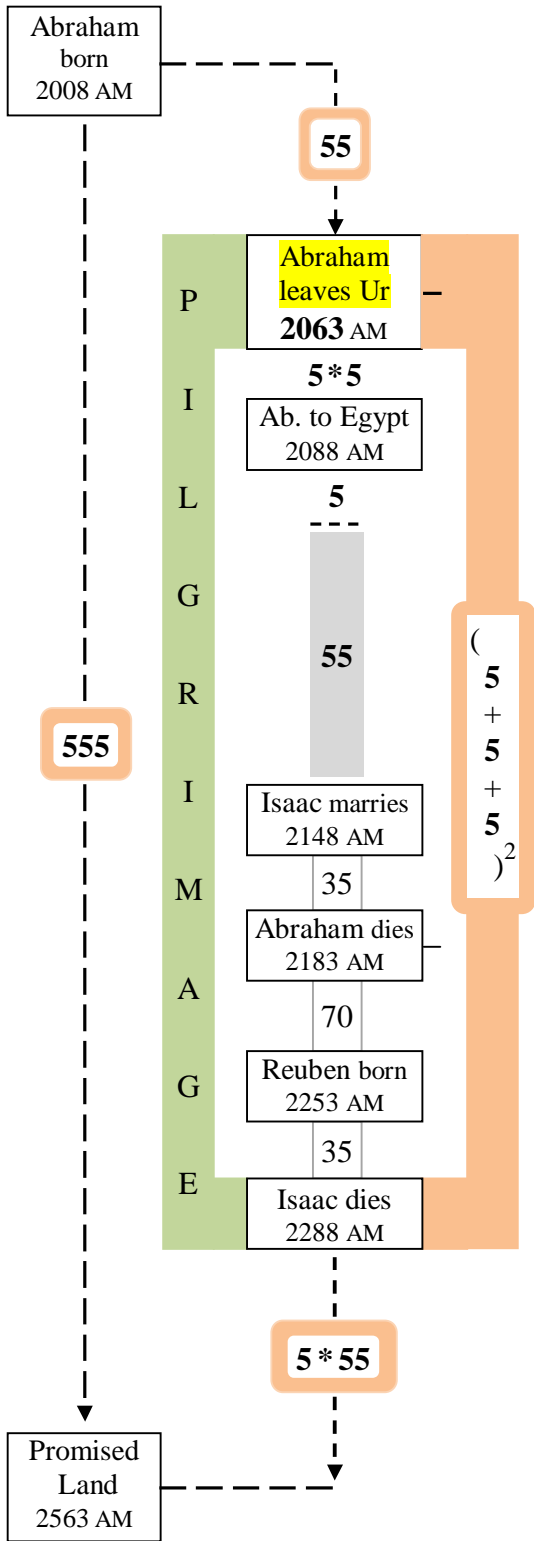 Abraham
born
2008 AM
55
Abraham
leaves Ur
2063 AM
5*5
Ab. to Egypt
2088 AM
5
55
Isaac marries
2148 AM
35
Abraham dies
2183 AM
70
Reuben born
2253 AM
35
Isaac dies
2288 AM
P
I
L
G
R
I
M
A
G
E
(
5
+
5
+
5
)²
555
5 * 55
Promised
Land
2563 AM